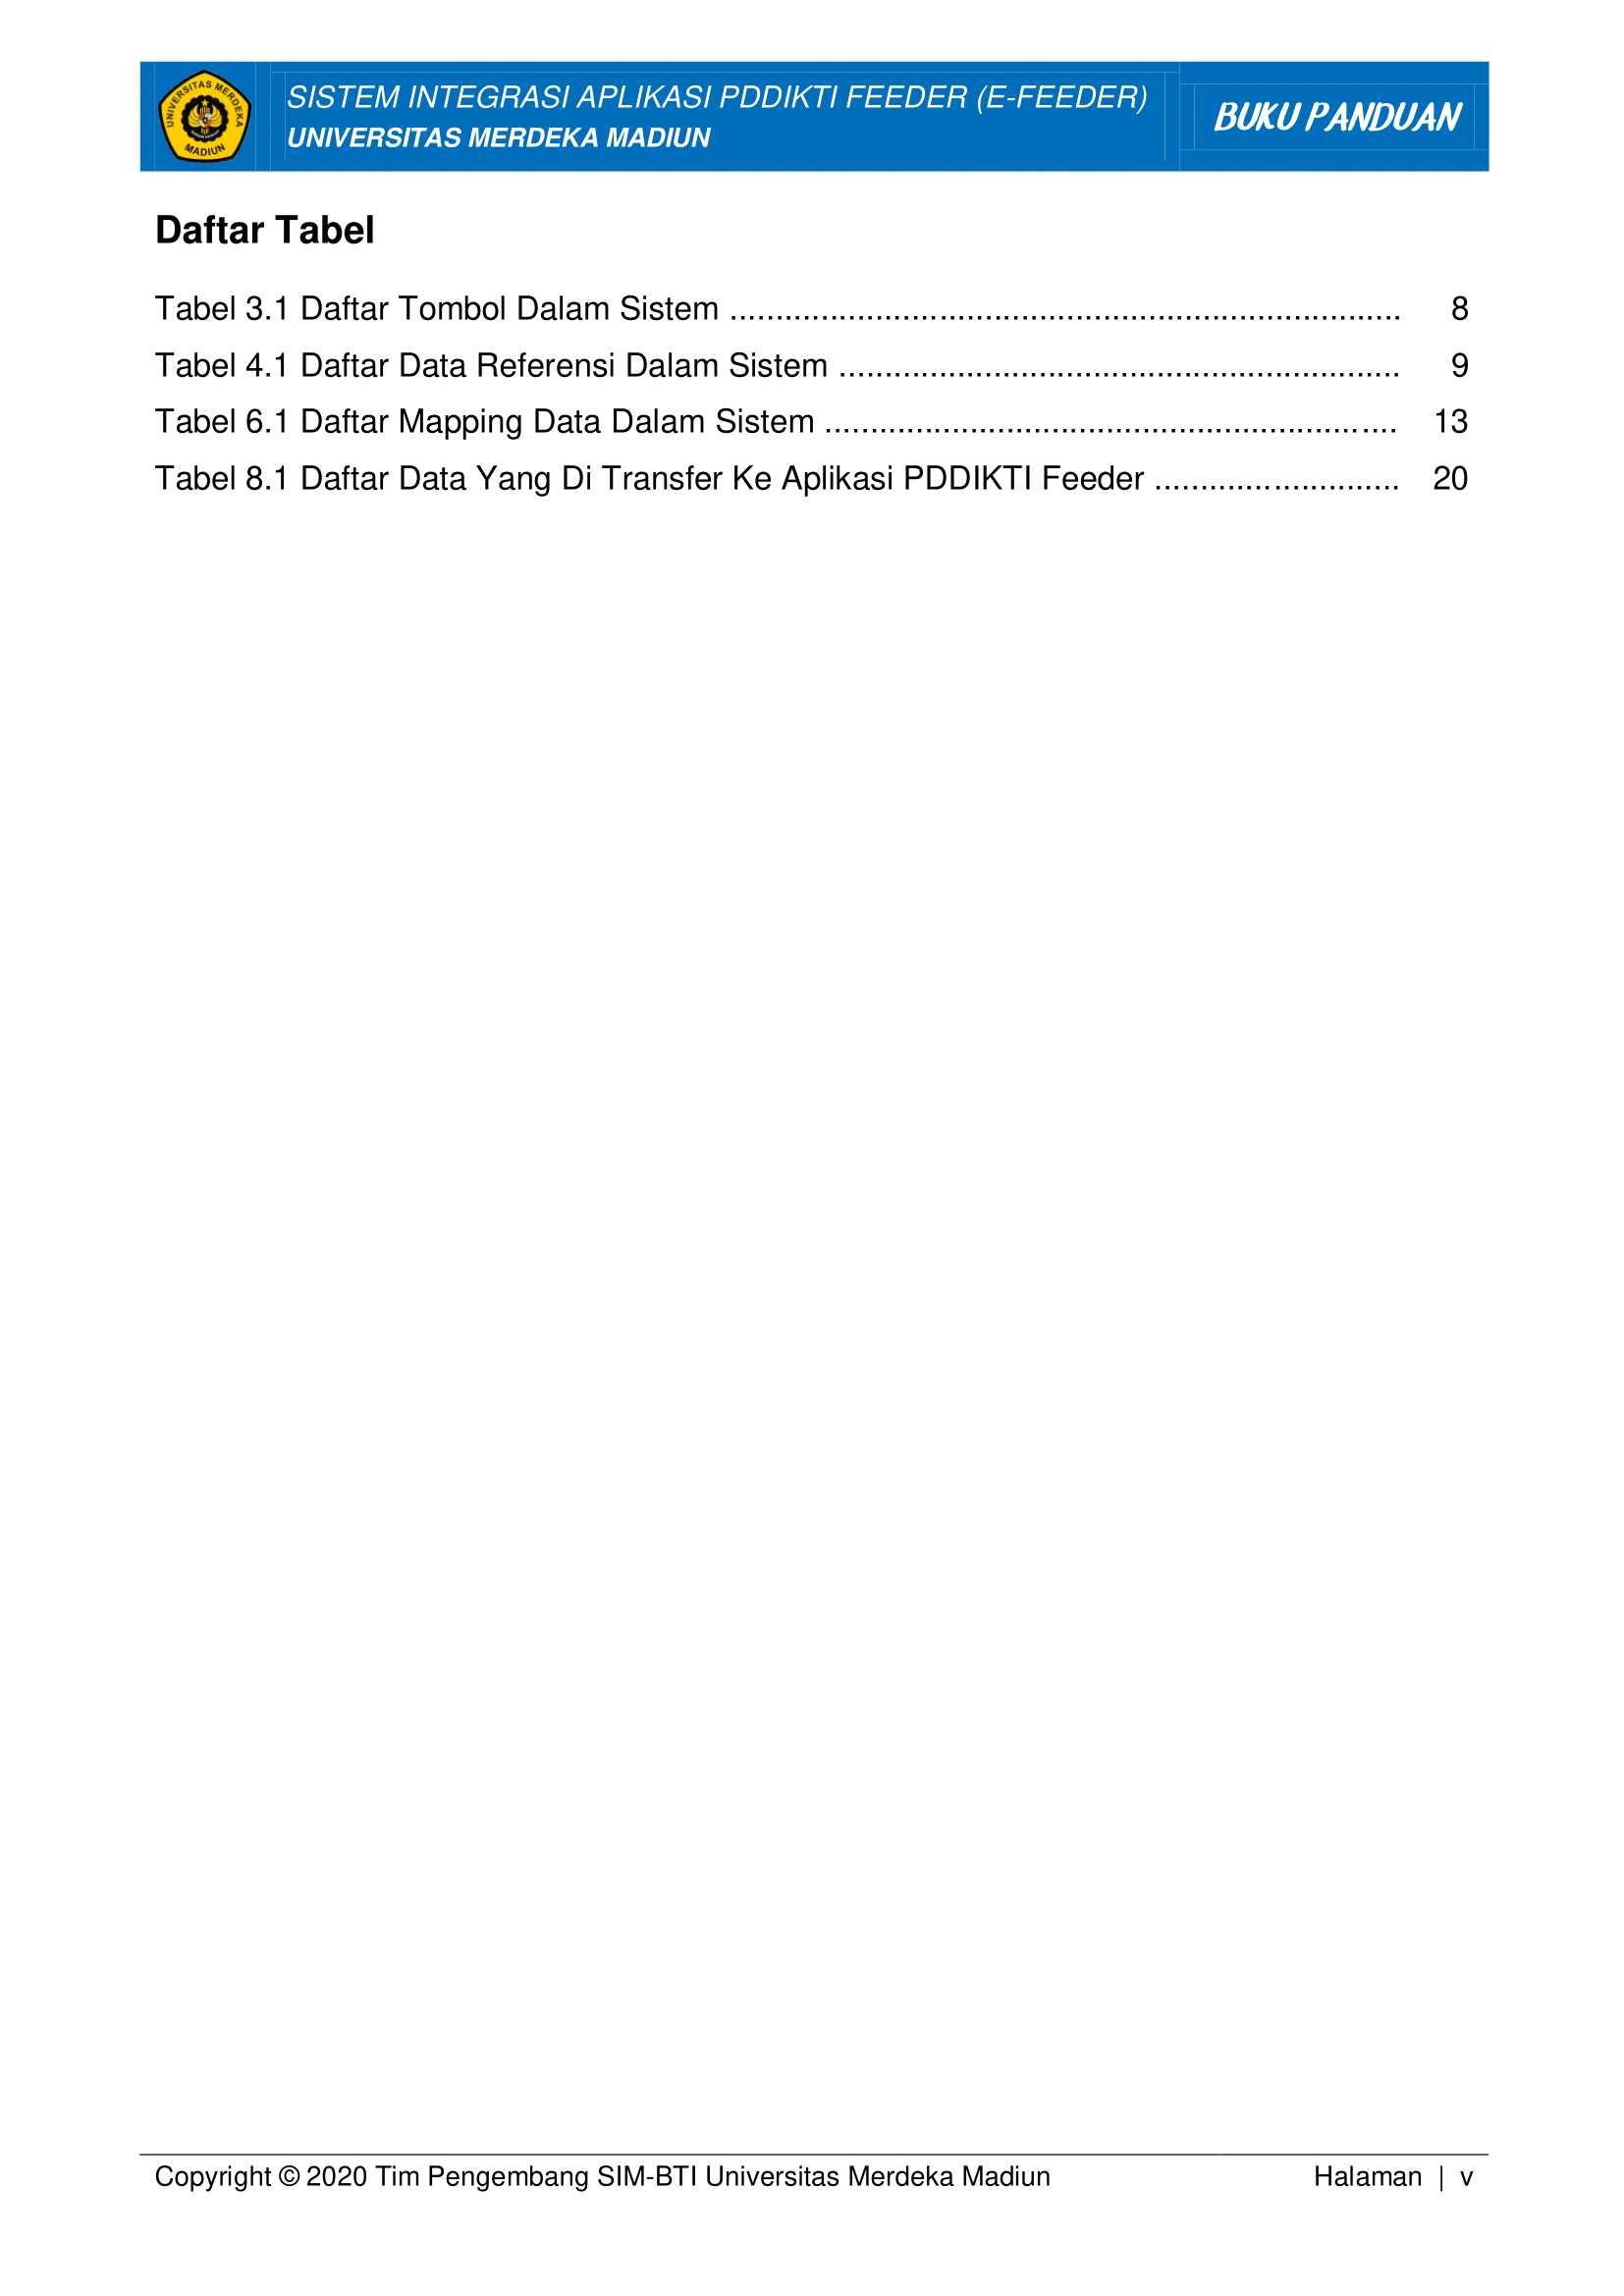 UNIVERSITAS MERDEKA
MADIUN
SISTEM INTEGRASI APLIKASI PDDIKTI FEEDER (E-FEEDER)
UNIVERSITAS MERDEKA MADIUN
BUKU PANDUAN
Daftar Tabel
Tabel 3.1 Daftar Tombol Dalam Sistem .......................................................................... 8
Tabel 4.1 Daftar Data Referensi Dalam Sistem .............................................................. 9
Tabel 6.1 Daftar Mapping Data Dalam Sistem ............................................................... 13
Tabel 8.1 Daftar Data Yang Di Transfer Ke Aplikasi PDDIKTI Feeder ........................... 20
Copyright © 2020 Tim Pengembang SIM-BTI Universitas Merdeka Madiun Halaman | v